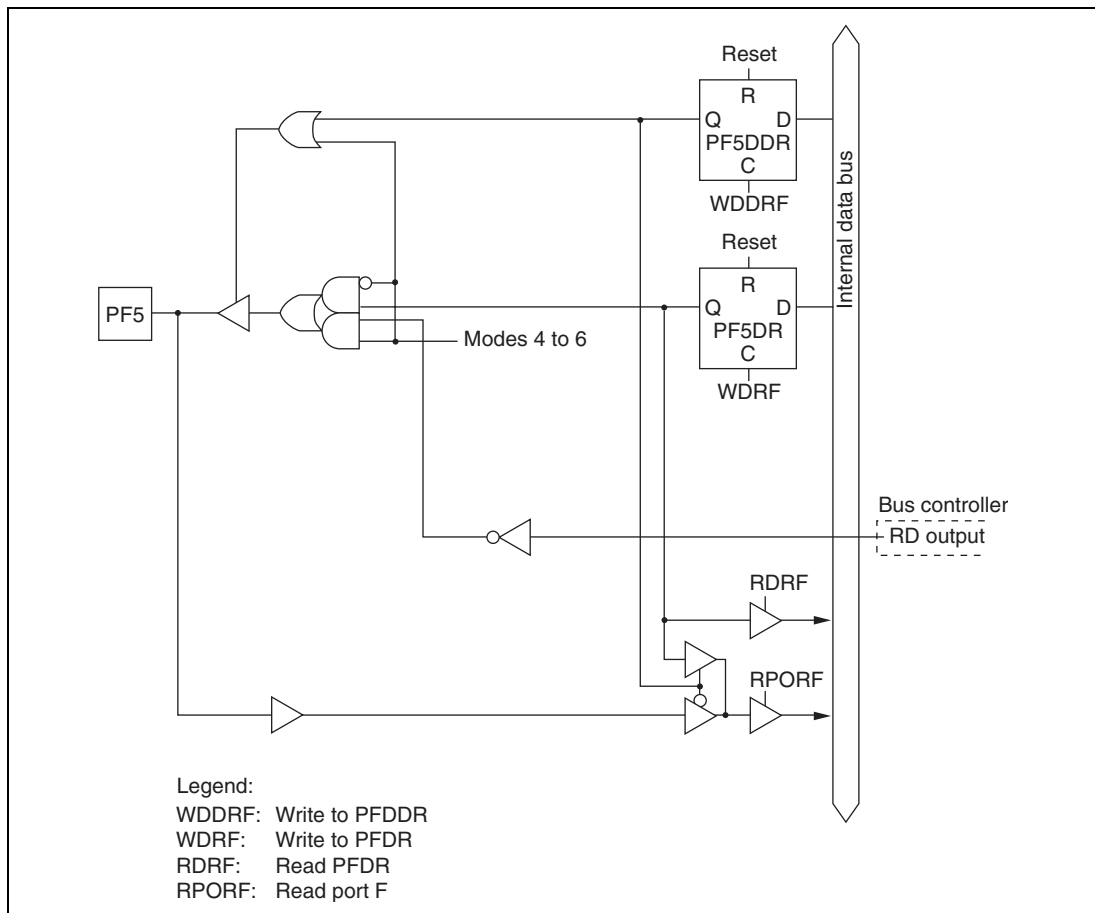 Reset
R
Q D
PF5DDR
C
WDDRF
Reset
R
Q D
PF5DR
C
WDRF
Internal data bus
PF5
Modes 4 to 6
Bus controller
RD output
RDRF
RPORF
Legend:
WDDRF: Write to PFDDR
WDRF: Write to PFDR
RDRF: Read PFDR
RPORF: Read port F